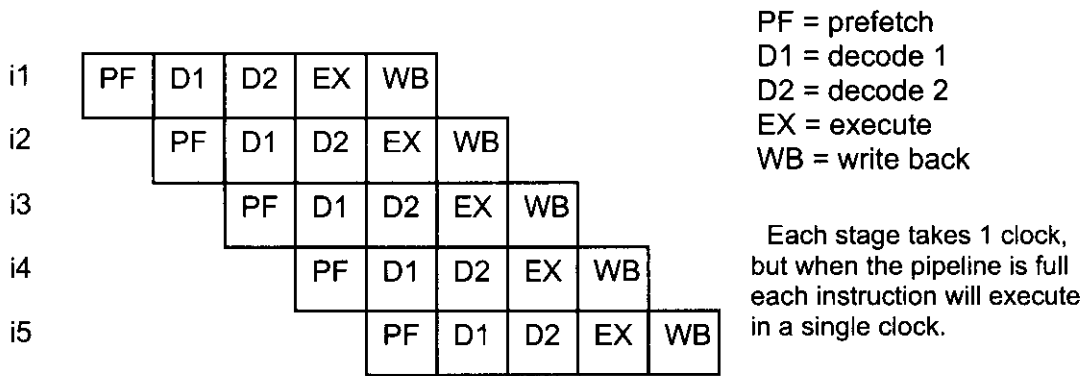 PF = prefetch
D1 = decode 1
D2 = decode 2
EX = execute
WB = write back
i1 PF D1 D2 EX WB
i2 PF D1 D2 EX WB
i3 PF D1 D2 EX WB
i4 PF D1 D2 EX WB
i5 PF D1 D2 EX WB
Each stage takes 1 clock,
but when the pipeline is full
each instruction will execute
in a single clock.